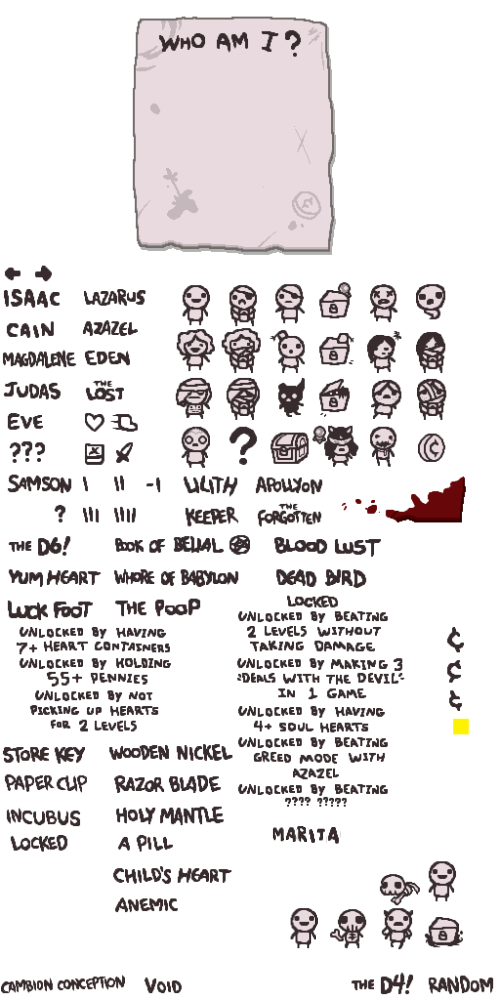 WHO AM I?
ISAAC LAZARUS
CAIN AZAZEL
MAGDALENE EDEN
JUDAS THE LOST
EVE
??? ?
SAMSON I II -1 LILITH APOLLYON
? III IIII KEEPER THE FORGOTTEN
THE D6! BOOK OF BELIAL BLOOD LUST
YUM HEART WHORE OF BABYLON DEAD BIRD
LUCK FOOT THE POOP
UNLOCKED BY HAVING
7+ HEART CONTAINERS
UNLOCKED BY HOLDING
55+ PENNIES
UNLOCKED BY NOT
PICKING UP HEARTS
FOR 2 LEVELS
LOCKED
UNLOCKED BY BEATING
2 LEVELS WITHOUT
TAKING DAMAGE
UNLOCKED BY MAKING 3
"DEALS WITH THE DEVIL"
IN 1 GAME
UNLOCKED BY HAVING
4+ SOUL HEARTS
UNLOCKED BY BEATING
GREED MODE WITH
AZAZEL
UNLOCKED BY BEATING
???? ?????
¢
¢
¢
STORE KEY WOODEN NICKEL
PAPER CLIP RAZOR BLADE
INCUBUS HOLY MANTLE
LOCKED A PILL
CHILD'S HEART
ANEMIC
MARITA
CAMBION CONCEPTION VOID THE D4! RANDOM